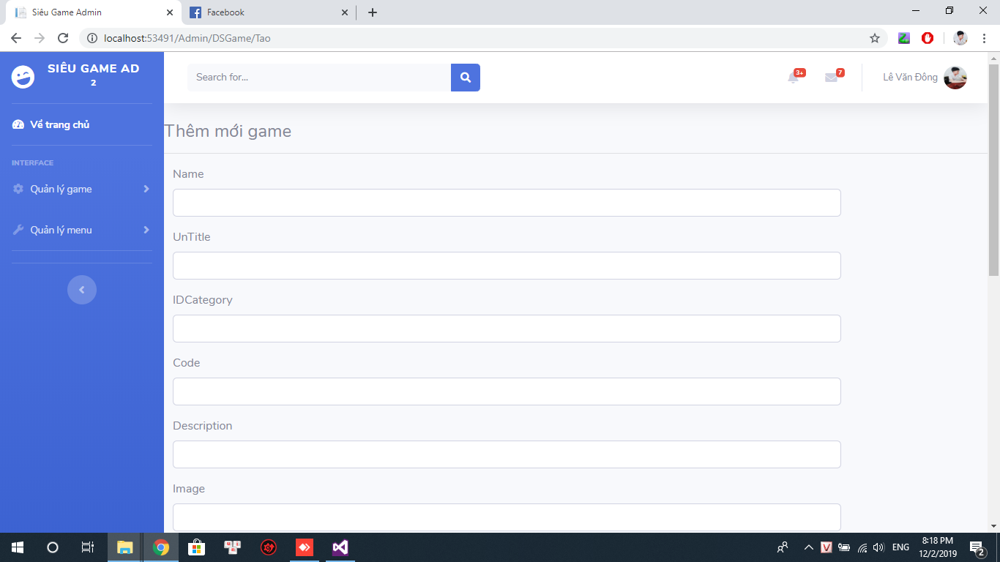 Siêu Game Admin
Facebook
localhost:53491/Admin/DSGame/Tao
SIÊU GAME AD
2
Search for...
3+
7
Lê Văn Đông
Về trang chủ
Thêm mới game
INTERFACE
Name
Quản lý game
Quản lý menu
UnTitle
IDCategory
Code
Description
Image
ENG
8:18 PM
12/2/2019
2